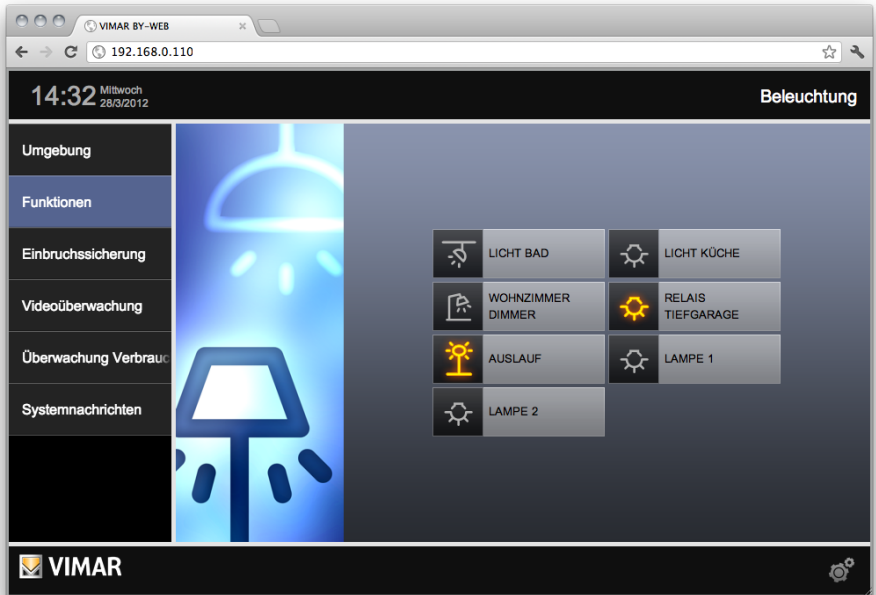 VIMAR BY-WEB
192.168.0.110
14:32 Mittwoch
28/3/2012
Beleuchtung
Umgebung
Funktionen
Einbruchssicherung
Videoüberwachung
Überwachung Verbrauc
Systemnachrichten
LICHT BAD
LICHT KÜCHE
WOHNZIMMER
DIMMER
RELAIS
TIEFGARAGE
AUSLAUF
LAMPE 1
LAMPE 2
VIMAR